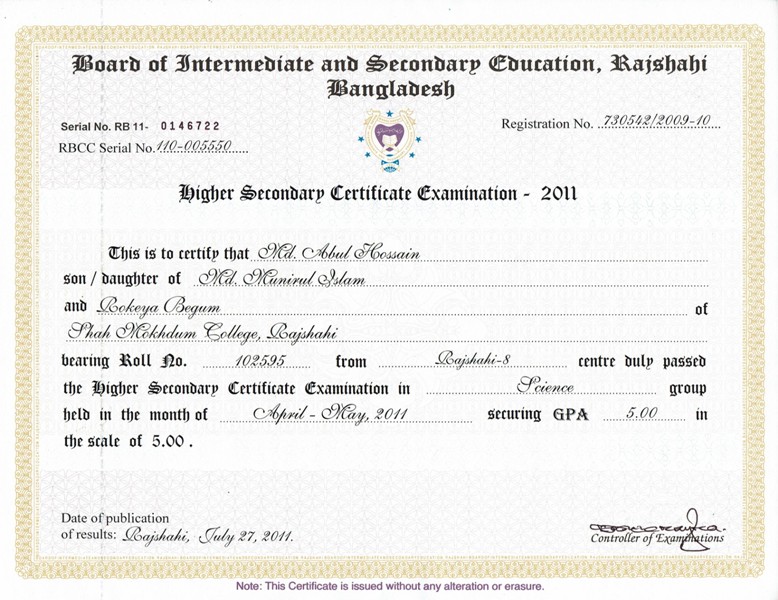 Board of Intermediate and Secondary Education, Rajshahi
Bangladesh
Serial No. RB 11- 0146722
Registration No. 730542/2009-10
RBCC Serial No. 110-005550
Higher Secondary Certificate Examination - 2011
This is to certify that Md. Abul Hossain
son / daughter of Md. Munirul Islam
and Rokeya Begum of
Shah Mokhdum College, Rajshahi
bearing Roll No. 102595 from Rajshahi-8 centre duly passed
the Higher Secondary Certificate Examination in Science group
held in the month of April - May, 2011 securing GPA 5.00 in
the scale of 5.00 .
Date of publication
of results: Rajshahi, July 27, 2011.
Controller of Examinations
Note: This Certificate is issued without any alteration or erasure.